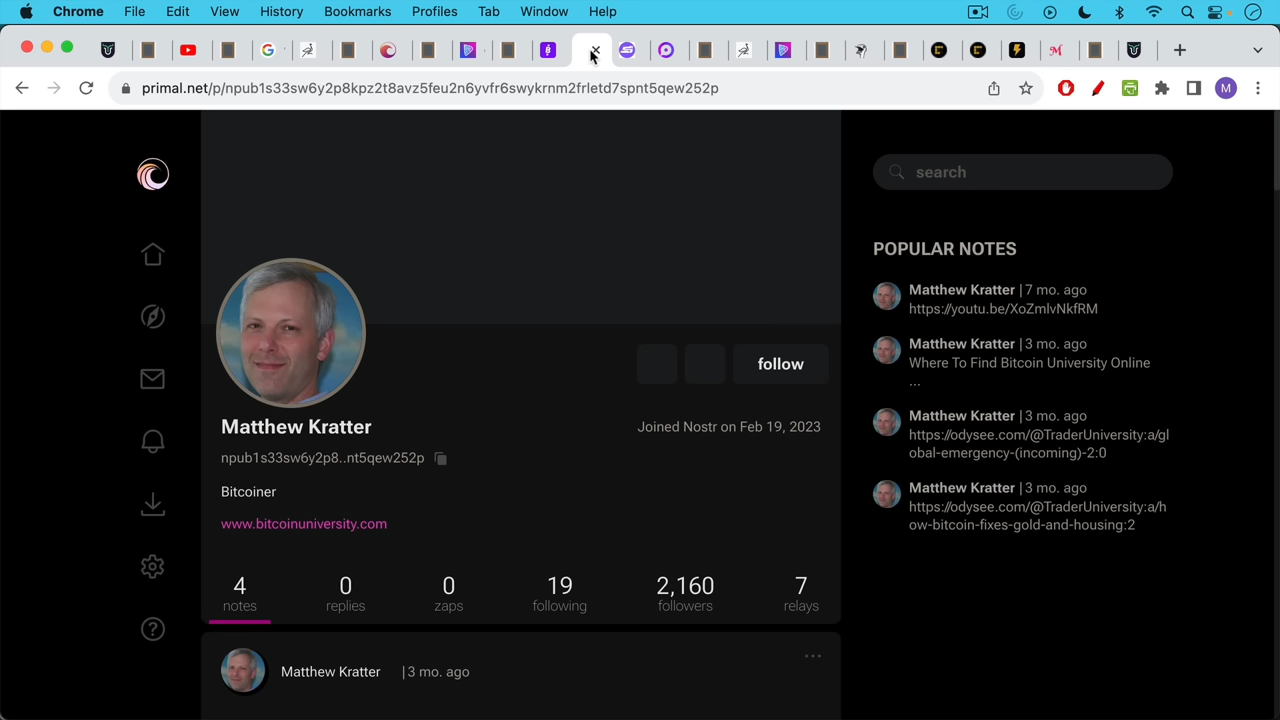 Chrome File Edit View History Bookmarks Profiles Tab Window Help
primal.net/p/npub1s33sw6y2p8kpz2t8avz5feu2n6yvfr6swykrnm2frletd7spnt5qew252p
M
search
POPULAR NOTES
Matthew Kratter | 7 mo. ago
https://youtu.be/XoZmlvNkfRM
Matthew Kratter | 3 mo. ago
Where To Find Bitcoin University Online
...
Matthew Kratter | 3 mo. ago
https://odysee.com/@TraderUniversity:a/gl
obal-emergency-(incoming)-2:0
Matthew Kratter | 3 mo. ago
https://odysee.com/@TraderUniversity:a/h
ow-bitcoin-fixes-gold-and-housing:2
follow
Matthew Kratter
Joined Nostr on Feb 19, 2023
npub1s33sw6y2p8..nt5qew252p
Bitcoiner
www.bitcoinuniversity.com
4 0 0 19 2,160 7
notes replies zaps following followers relays
Matthew Kratter | 3 mo. ago